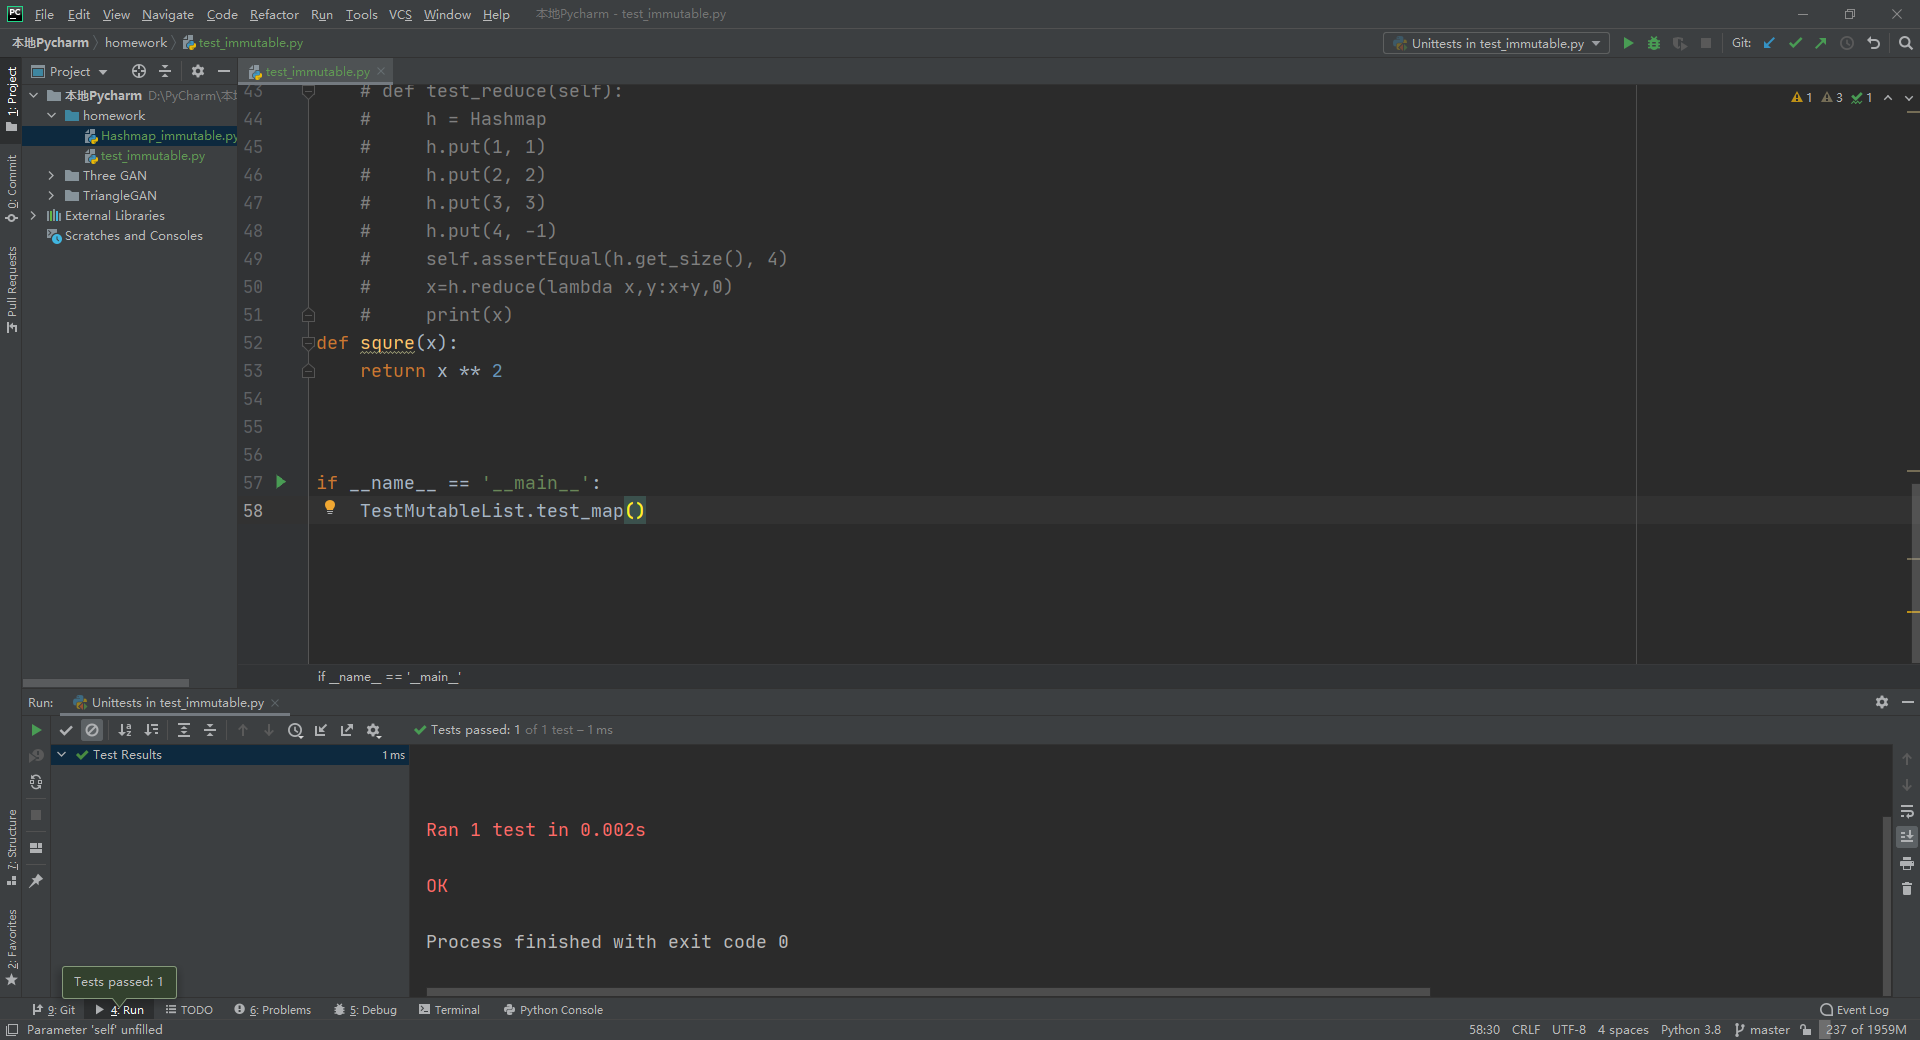 PC File Edit View Navigate Code Refactor Run Tools VCS Window Help 本地Pycharm - test_immutable.py
本地Pycharm homework test_immutable.py Unittests in test_immutable.py Git:
1: Project
0: Commit
Pull Requests
7: Structure
2: Favorites
Project
本地Pycharm D:\PyCharm\本
homework
Hashmap_immutable.py
test_immutable.py
Three GAN
TriangleGAN
External Libraries
Scratches and Consoles
test_immutable.py
1 3 1
43 # def test_reduce(self):
44 # h = Hashmap
45 # h.put(1, 1)
46 # h.put(2, 2)
47 # h.put(3, 3)
48 # h.put(4, -1)
49 # self.assertEqual(h.get_size(), 4)
50 # x=h.reduce(lambda x,y:x+y,0)
51 # print(x)
52 def squre(x):
53 return x ** 2
54
55
56
57 if __name__ == '__main__':
58 TestMutableList.test_map()
if __name__ == '__main__'
Run: Unittests in test_immutable.py
Tests passed: 1 of 1 test – 1 ms
Test Results 1 ms
Ran 1 test in 0.002s
OK
Process finished with exit code 0
Tests passed: 1
9: Git 4: Run TODO 6: Problems 5: Debug Terminal Python Console Event Log
Parameter 'self' unfilled 58:30 CRLF UTF-8 4 spaces Python 3.8 master 237 of 1959M